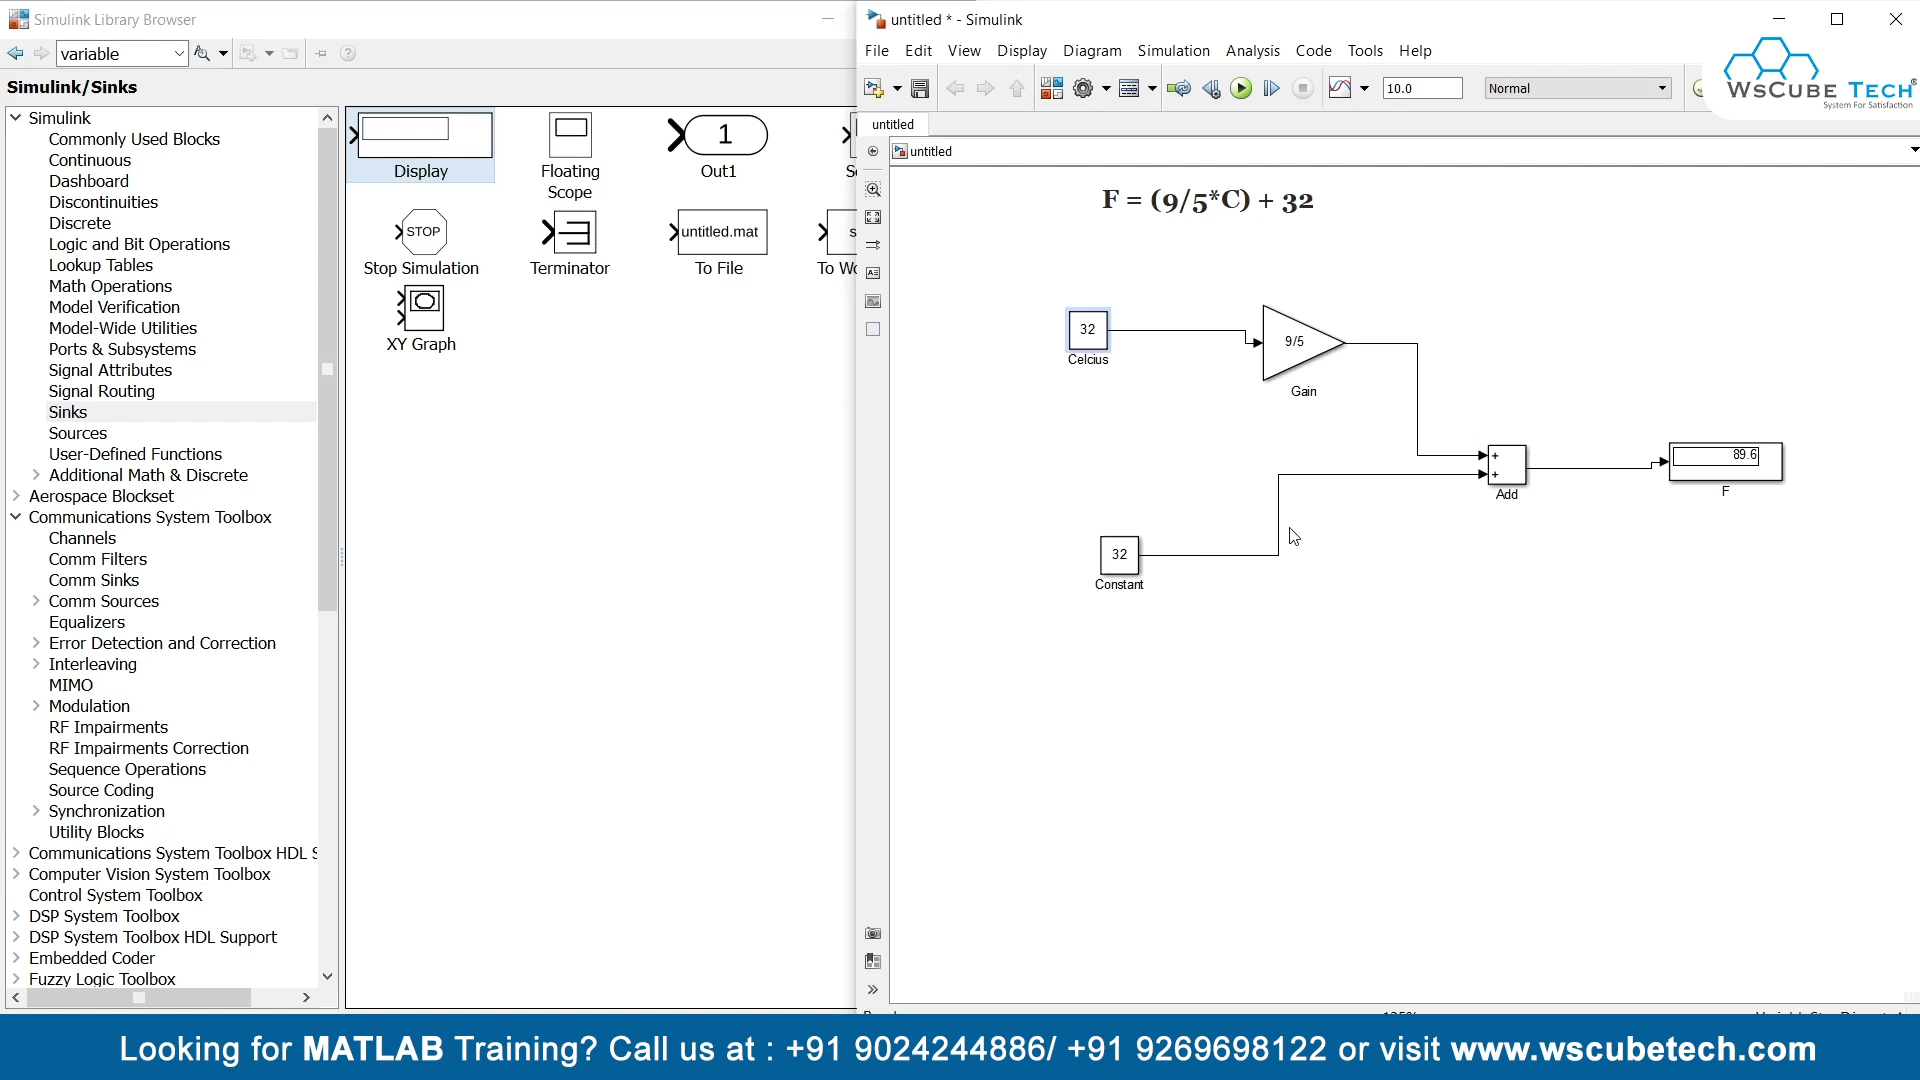 Simulink Library Browser
variable
Simulink/Sinks
Simulink
Commonly Used Blocks
Continuous
Dashboard
Discontinuities
Discrete
Logic and Bit Operations
Lookup Tables
Math Operations
Model Verification
Model-Wide Utilities
Ports & Subsystems
Signal Attributes
Signal Routing
Sinks
Sources
User-Defined Functions
Additional Math & Discrete
Aerospace Blockset
Communications System Toolbox
Channels
Comm Filters
Comm Sinks
Comm Sources
Equalizers
Error Detection and Correction
Interleaving
MIMO
Modulation
RF Impairments
RF Impairments Correction
Sequence Operations
Source Coding
Synchronization
Utility Blocks
Communications System Toolbox HDL S
Computer Vision System Toolbox
Control System Toolbox
DSP System Toolbox
DSP System Toolbox HDL Support
Embedded Coder
Fuzzy Logic Toolbox
Display
Floating
Scope
1
Out1
STOP
Stop Simulation
Terminator
untitled.mat
To File
To Wo
XY Graph
untitled * - Simulink
File Edit View Display Diagram Simulation Analysis Code Tools Help
10.0
Normal
WsCube Tech
System For Satisfaction
untitled
untitled
F = (9/5*C) + 32
32
Celcius
9/5
Gain
+
+
Add
89.6
F
32
Constant
Looking for MATLAB Training? Call us at : +91 9024244886/ +91 9269698122 or visit www.wscubetech.com